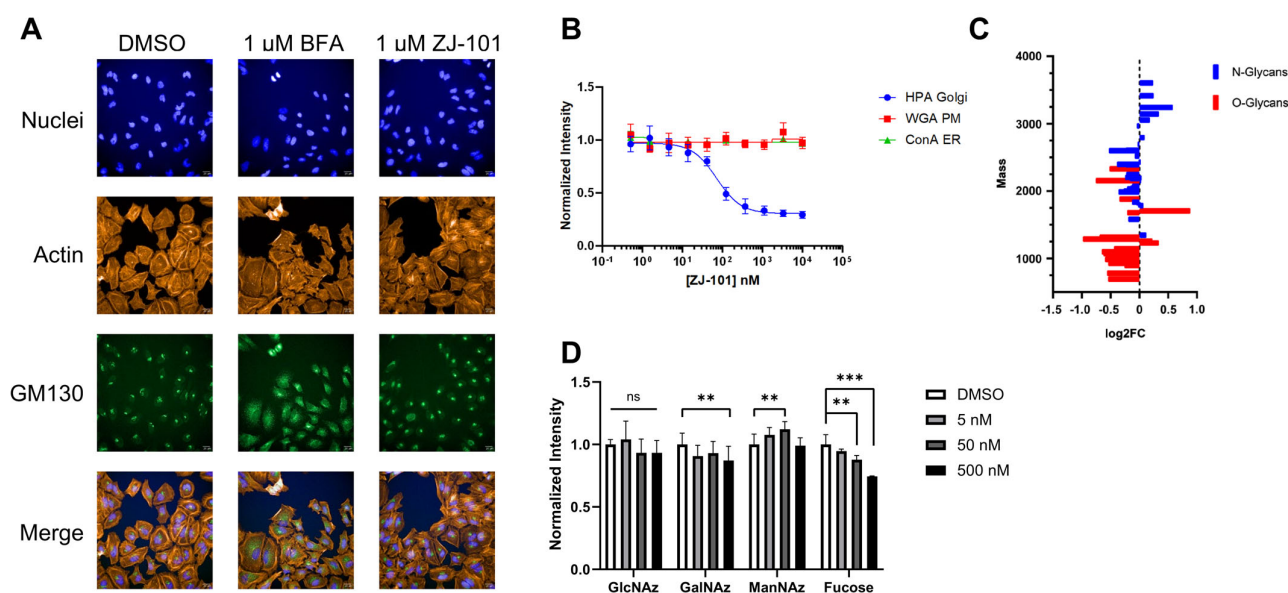 A
DMSO
1 uM BFA
1 uM ZJ-101
Nuclei
Actin
GM130
Merge
B
Normalized Intensity
1.5
1.0
0.5
0.0
10-1
100
101
102
103
104
105
[ZJ-101] nM
HPA Golgi
WGA PM
ConA ER
C
Mass
4000
3000
2000
1000
-1.5
-1.0
-0.5
0
0.5
1.0
log2FC
N-Glycans
O-Glycans
D
Normalized Intensity
1.5
1.0
0.5
0.0
ns
**
**
***
**
GlcNAz
GalNAz
ManNAz
Fucose
DMSO
5 nM
50 nM
500 nM